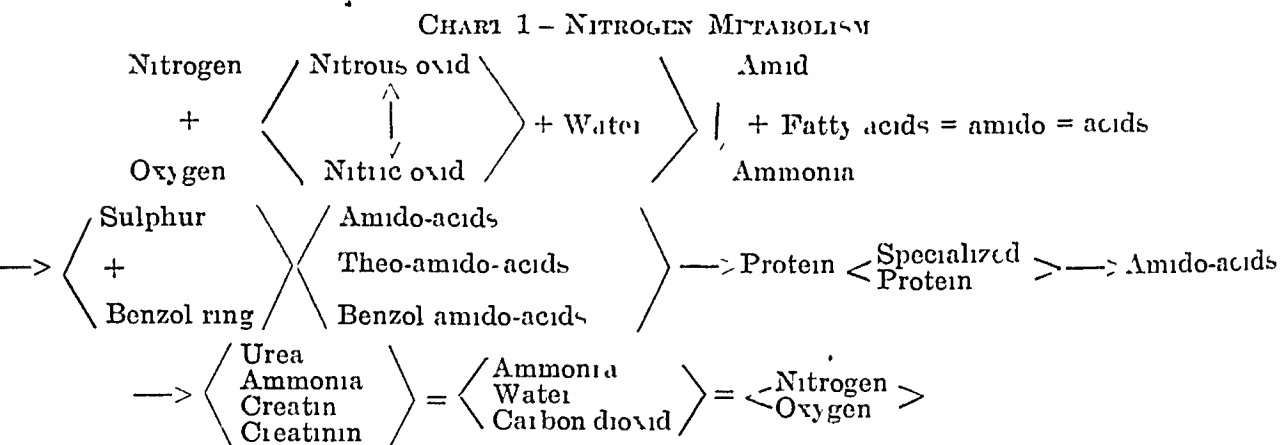 CHART 1 – NITROGEN METABOLISM
Nitrogen Nitrous oxid Amid
+ + Water + Fatty acids = amido = acids
Oxygen Nitric oxid Ammonia
Sulphur Amido-acids
—> + Theo-amido-acids —> Protein < Specialized Protein > —> Amido-acids
Benzol ring Benzol amido-acids
Urea Ammonia
—> Ammonia = Water = < Nitrogen >
Creatin Carbon dioxid Oxygen
Creatinin